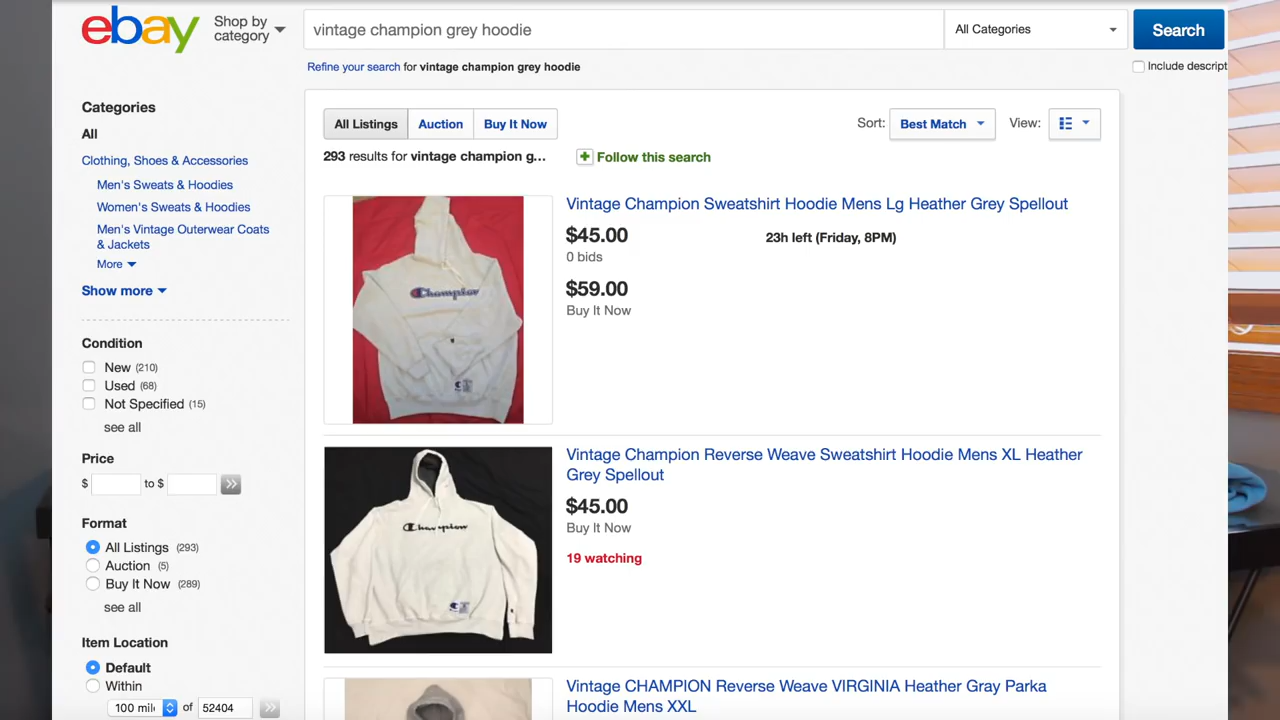 ebay
Shop by
category
vintage champion grey hoodie
All Categories
Search
Refine your search for vintage champion grey hoodie
Include descript
Categories
All
Clothing, Shoes & Accessories
Men's Sweats & Hoodies
Women's Sweats & Hoodies
Men's Vintage Outerwear Coats
& Jackets
More
Show more
Condition
New (210)
Used (68)
Not Specified (15)
see all
Price
$ to $
Format
All Listings (293)
Auction (5)
Buy It Now (289)
see all
Item Location
Default
Within
100 mil
of
52404
All Listings
Auction
Buy It Now
Sort:
Best Match
View:
293 results for vintage champion g...
Follow this search
Vintage Champion Sweatshirt Hoodie Mens Lg Heather Grey Spellout
$45.00
23h left (Friday, 8PM)
0 bids
$59.00
Buy It Now
Champion
Vintage Champion Reverse Weave Sweatshirt Hoodie Mens XL Heather
Grey Spellout
$45.00
Buy It Now
19 watching
Champion
Vintage CHAMPION Reverse Weave VIRGINIA Heather Gray Parka
Hoodie Mens XXL